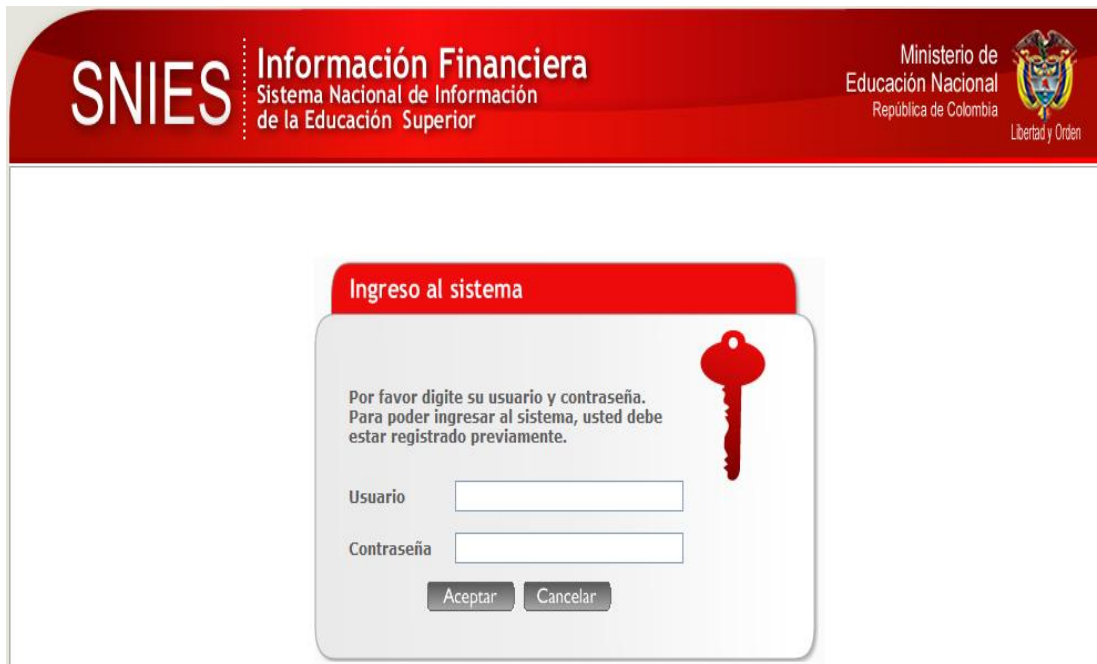 SNIES
Información Financiera
Sistema Nacional de Información
de la Educación Superior
Ministerio de
Educación Nacional
República de Colombia
Libertad y Orden
Ingreso al sistema
Por favor digite su usuario y contraseña.
Para poder ingresar al sistema, usted debe
estar registrado previamente.
Usuario
Contraseña
Aceptar Cancelar